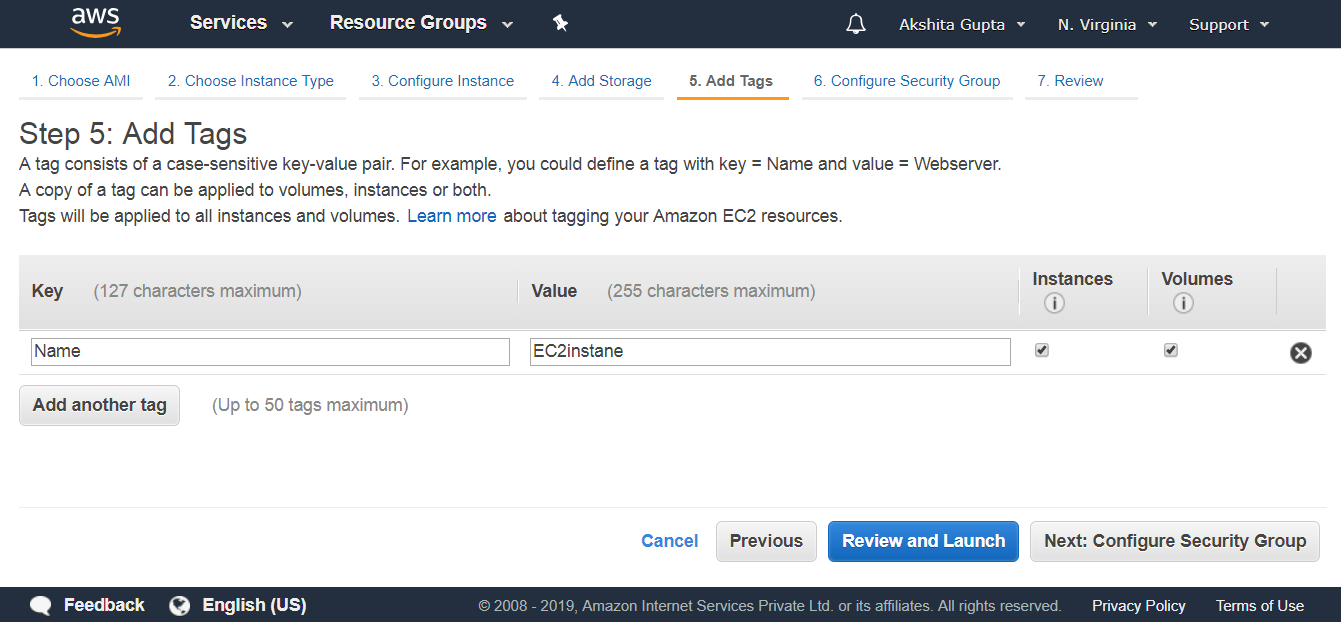 aws Services Resource Groups Akshita Gupta N. Virginia Support
1. Choose AMI 2. Choose Instance Type 3. Configure Instance 4. Add Storage 5. Add Tags 6. Configure Security Group 7. Review
Step 5: Add Tags
A tag consists of a case-sensitive key-value pair. For example, you could define a tag with key = Name and value = Webserver.
A copy of a tag can be applied to volumes, instances or both.
Tags will be applied to all instances and volumes. Learn more about tagging your Amazon EC2 resources.
Key (127 characters maximum) Value (255 characters maximum) Instances i Volumes i
Name EC2instane
Add another tag (Up to 50 tags maximum)
Cancel Previous Review and Launch Next: Configure Security Group
Feedback English (US) © 2008 - 2019, Amazon Internet Services Private Ltd. or its affiliates. All rights reserved. Privacy Policy Terms of Use